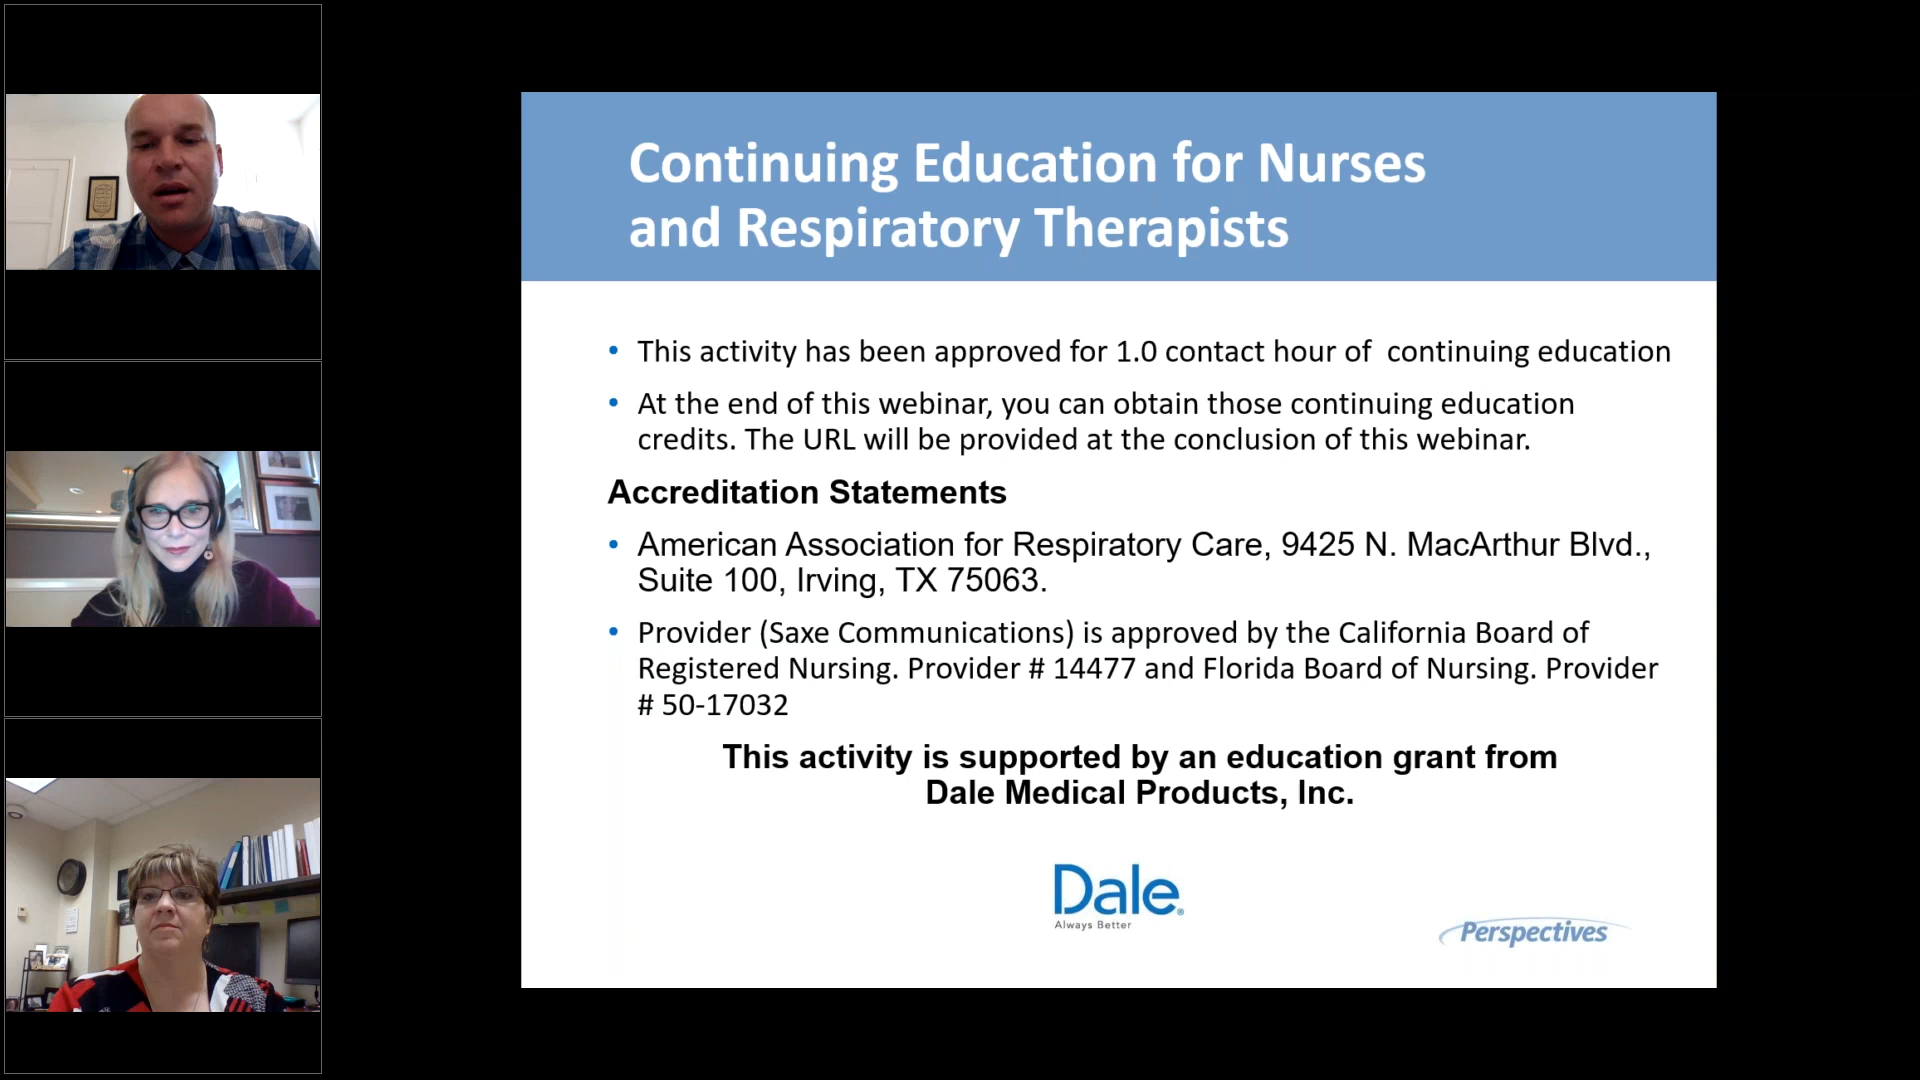 Continuing Education for Nurses
and Respiratory Therapists
• This activity has been approved for 1.0 contact hour of  continuing education
• At the end of this webinar, you can obtain those continuing education
credits. The URL will be provided at the conclusion of this webinar.
Accreditation Statements
• American Association for Respiratory Care, 9425 N. MacArthur Blvd.,
Suite 100, Irving, TX 75063.
• Provider (Saxe Communications) is approved by the California Board of
Registered Nursing. Provider # 14477 and Florida Board of Nursing. Provider
# 50-17032
This activity is supported by an education grant from
Dale Medical Products, Inc.
Dale®
Always Better
Perspectives